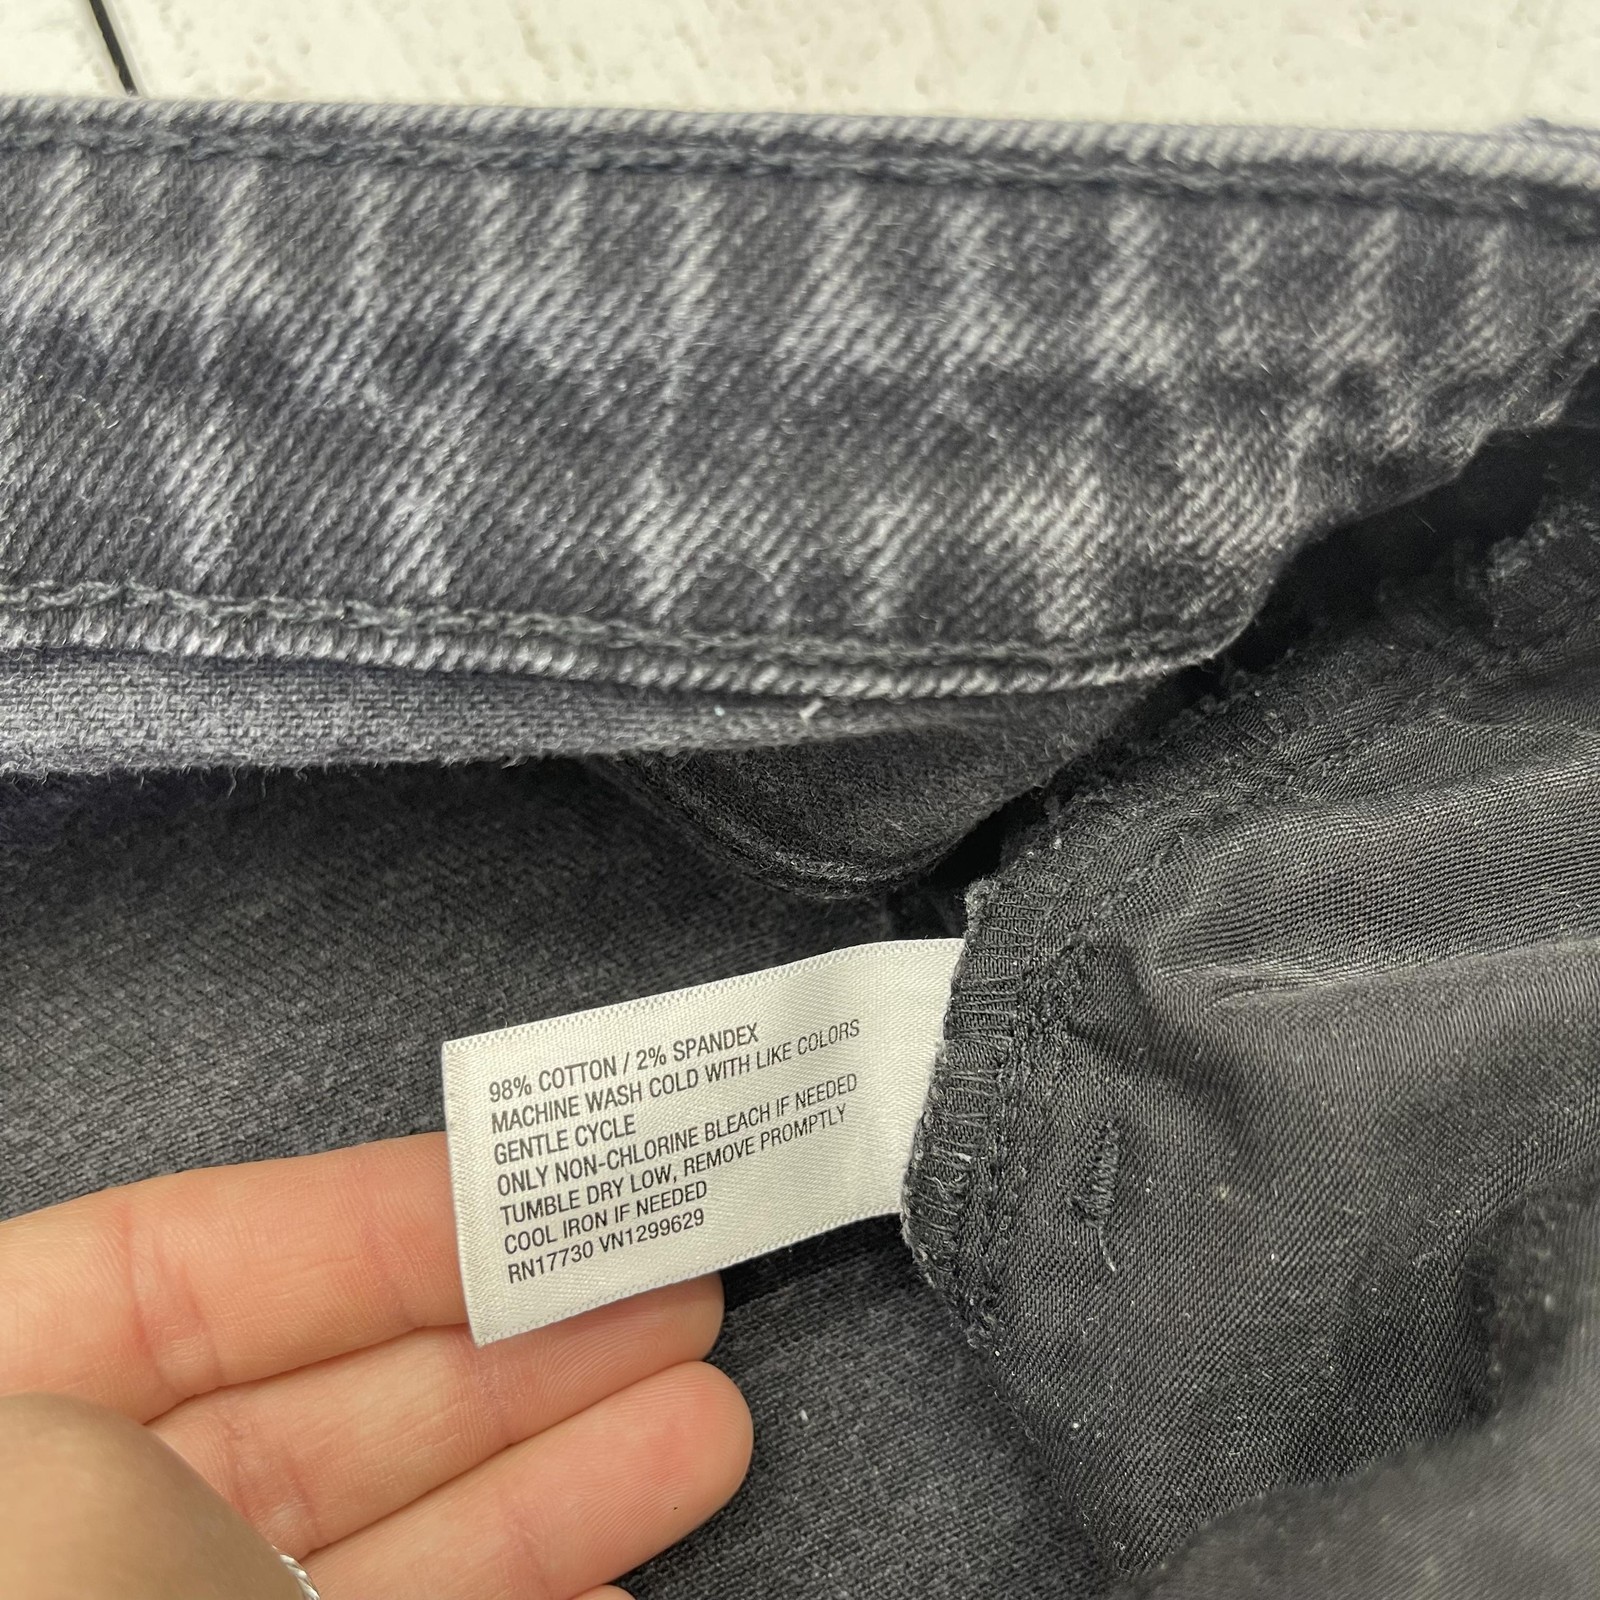 98% COTTON / 2% SPANDEX
MACHINE WASH COLD WITH LIKE COLORS
GENTLE CYCLE
ONLY NON-CHLORINE BLEACH IF NEEDED
TUMBLE DRY LOW, REMOVE PROMPTLY
COOL IRON IF NEEDED
RN17730 VN1299629